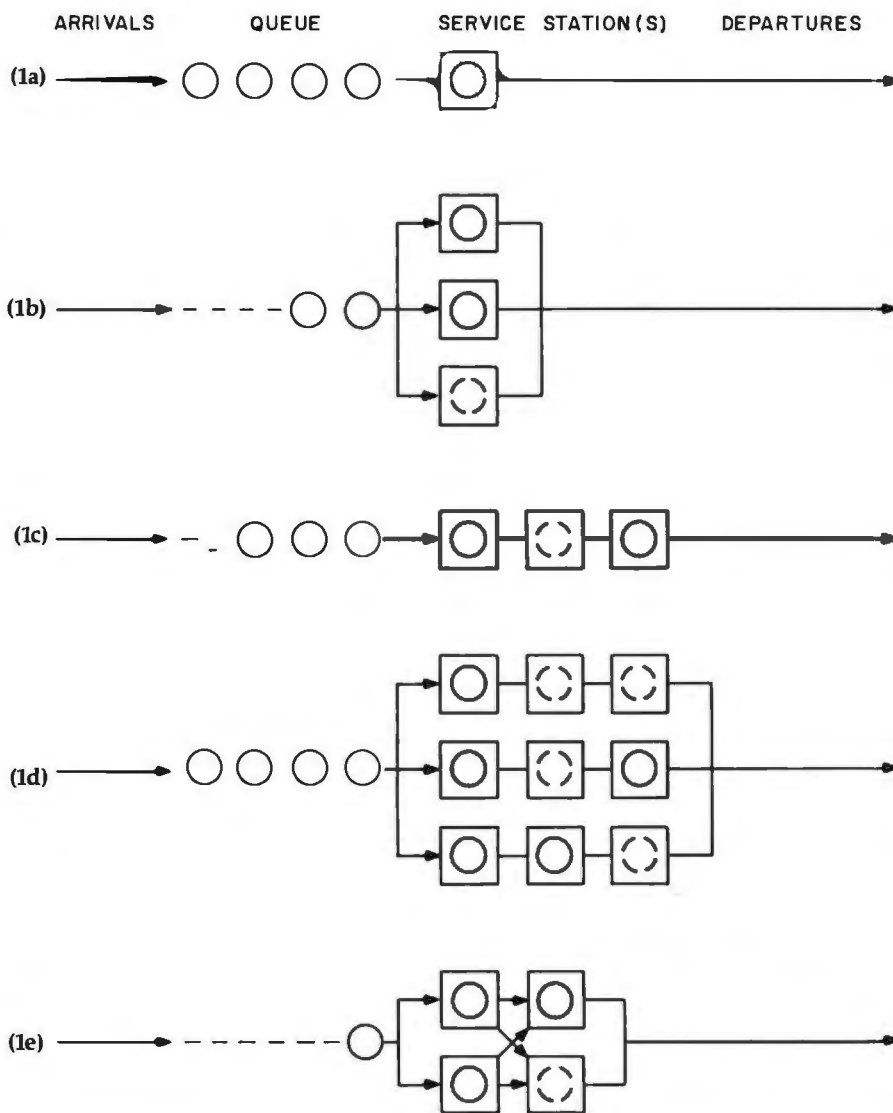 ARRIVALS QUEUE SERVICE STATION(S) DEPARTURES
(1a)
(1b)
(1c)
(1d)
(1e)